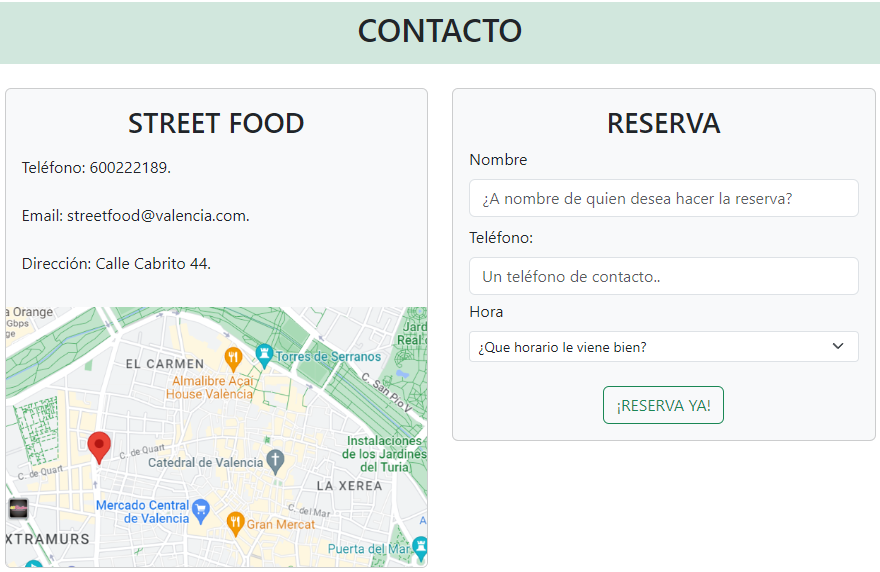 CONTACTO
STREET FOOD
Teléfono: 600222189.
Email: streetfood@valencia.com.
Dirección: Calle Cabrito 44.
a Orange
Gbps
ge
EL CARMEN
Torres de Serranos
Almalibre Açaí
House València
C. San Pío V
Jard
Real
Instalaciones
de los Jardines
del Turia
C. de Quart
C. de Quart
Catedral de Valencia
LA XEREA
Mercado Central
de Valencia
C. del Mar
Gran Mercat
XTRAMURS
Puerta del Mar
RESERVA
Nombre
¿A nombre de quien desea hacer la reserva?
Teléfono:
Un teléfono de contacto..
Hora
¿Que horario le viene bien?
¡RESERVA YA!